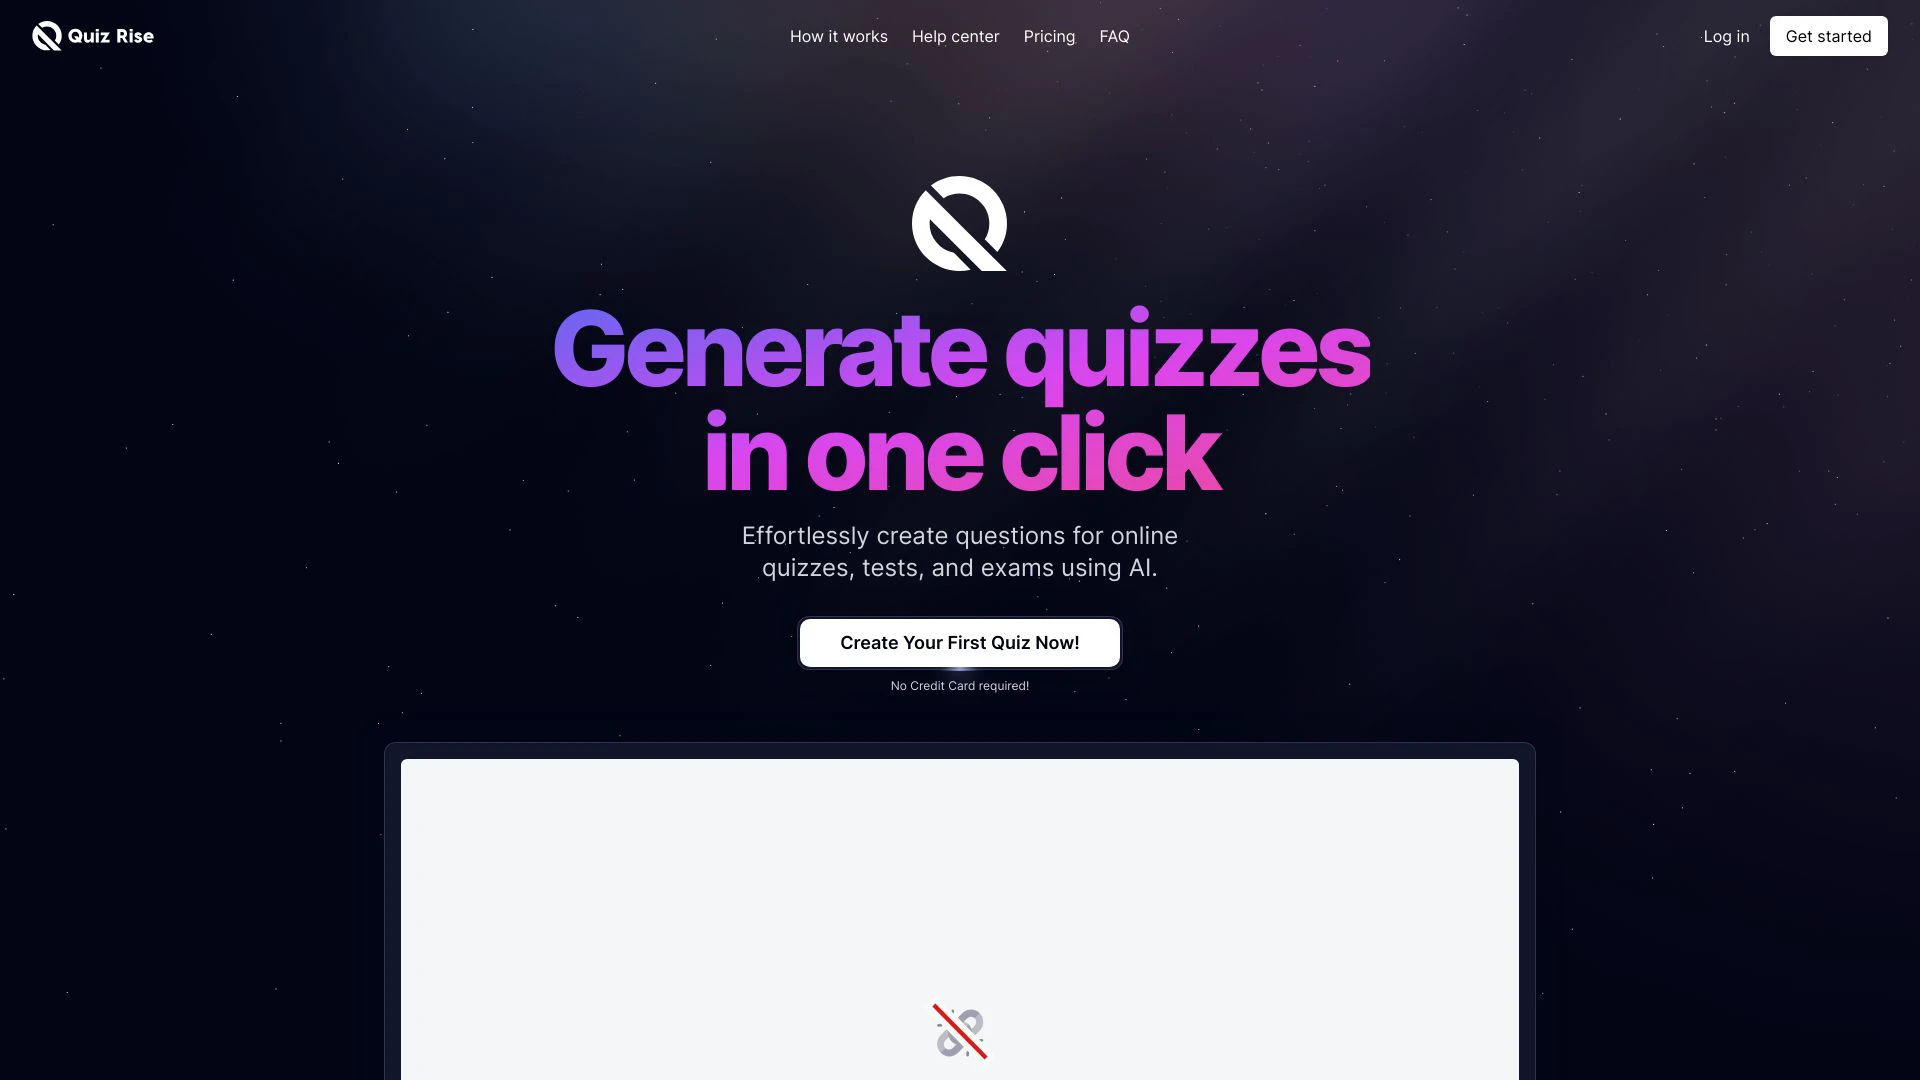 Quiz Rise
How it works
Help center
Pricing
FAQ
Log in
Get started
Generate quizzes
in one click
Effortlessly create questions for online
quizzes, tests, and exams using AI.
Create Your First Quiz Now!
No Credit Card required!